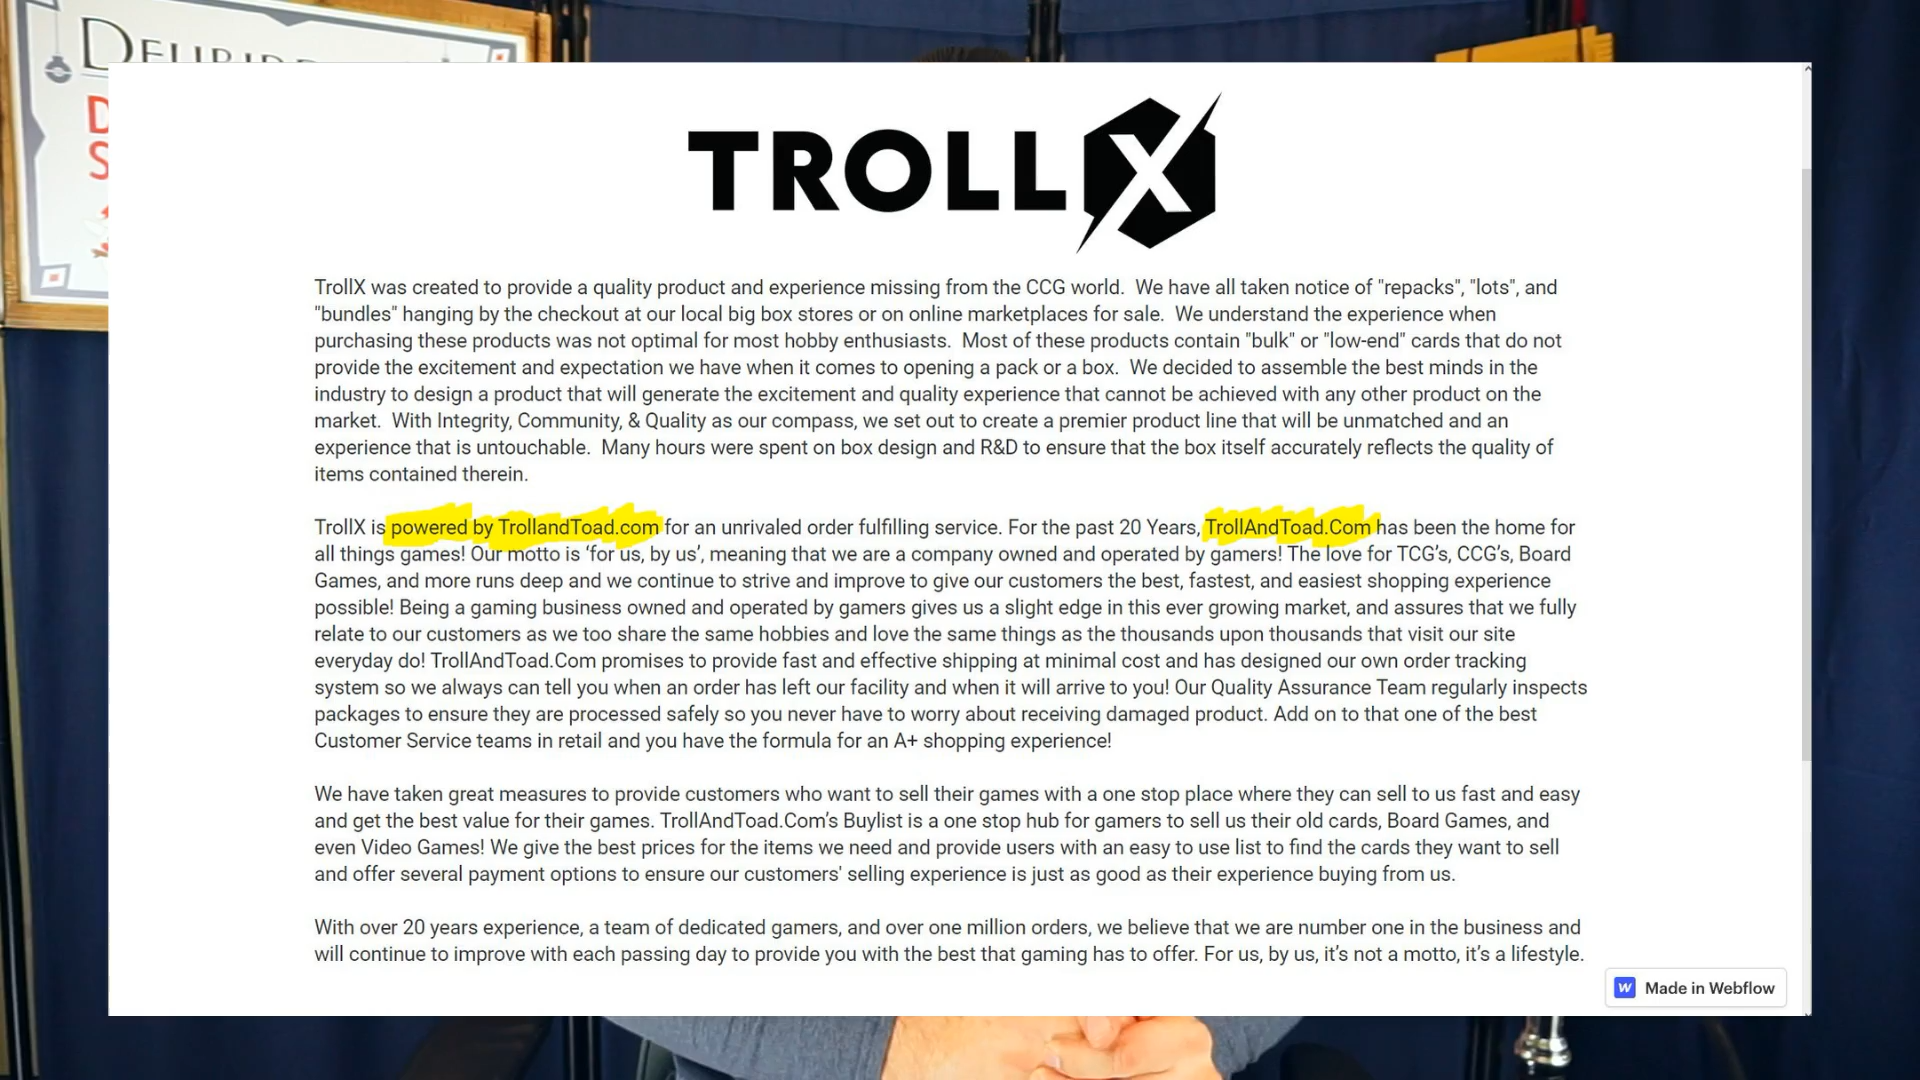 TROLLX
TrollX was created to provide a quality product and experience missing from the CCG world.  We have all taken notice of "repacks", "lots", and
"bundles" hanging by the checkout at our local big box stores or on online marketplaces for sale.  We understand the experience when
purchasing these products was not optimal for most hobby enthusiasts.  Most of these products contain "bulk" or "low-end" cards that do not
provide the excitement and expectation we have when it comes to opening a pack or a box.  We decided to assemble the best minds in the
industry to design a product that will generate the excitement and quality experience that cannot be achieved with any other product on the
market.  With Integrity, Community, & Quality as our compass, we set out to create a premier product line that will be unmatched and an
experience that is untouchable.  Many hours were spent on box design and R&D to ensure that the box itself accurately reflects the quality of
items contained therein.
TrollX is powered by TrollandToad.com for an unrivaled order fulfilling service. For the past 20 Years, TrollAndToad.Com has been the home for
all things games! Our motto is ‘for us, by us’, meaning that we are a company owned and operated by gamers! The love for TCG’s, CCG’s, Board
Games, and more runs deep and we continue to strive and improve to give our customers the best, fastest, and easiest shopping experience
possible! Being a gaming business owned and operated by gamers gives us a slight edge in this ever growing market, and assures that we fully
relate to our customers as we too share the same hobbies and love the same things as the thousands upon thousands that visit our site
everyday do! TrollAndToad.Com promises to provide fast and effective shipping at minimal cost and has designed our own order tracking
system so we always can tell you when an order has left our facility and when it will arrive to you! Our Quality Assurance Team regularly inspects
packages to ensure they are processed safely so you never have to worry about receiving damaged product. Add on to that one of the best
Customer Service teams in retail and you have the formula for an A+ shopping experience!
We have taken great measures to provide customers who want to sell their games with a one stop place where they can sell to us fast and easy
and get the best value for their games. TrollAndToad.Com’s Buylist is a one stop hub for gamers to sell us their old cards, Board Games, and
even Video Games! We give the best prices for the items we need and provide users with an easy to use list to find the cards they want to sell
and offer several payment options to ensure our customers' selling experience is just as good as their experience buying from us.
With over 20 years experience, a team of dedicated gamers, and over one million orders, we believe that we are number one in the business and
will continue to improve with each passing day to provide you with the best that gaming has to offer. For us, by us, it’s not a motto, it’s a lifestyle.
Made in Webflow